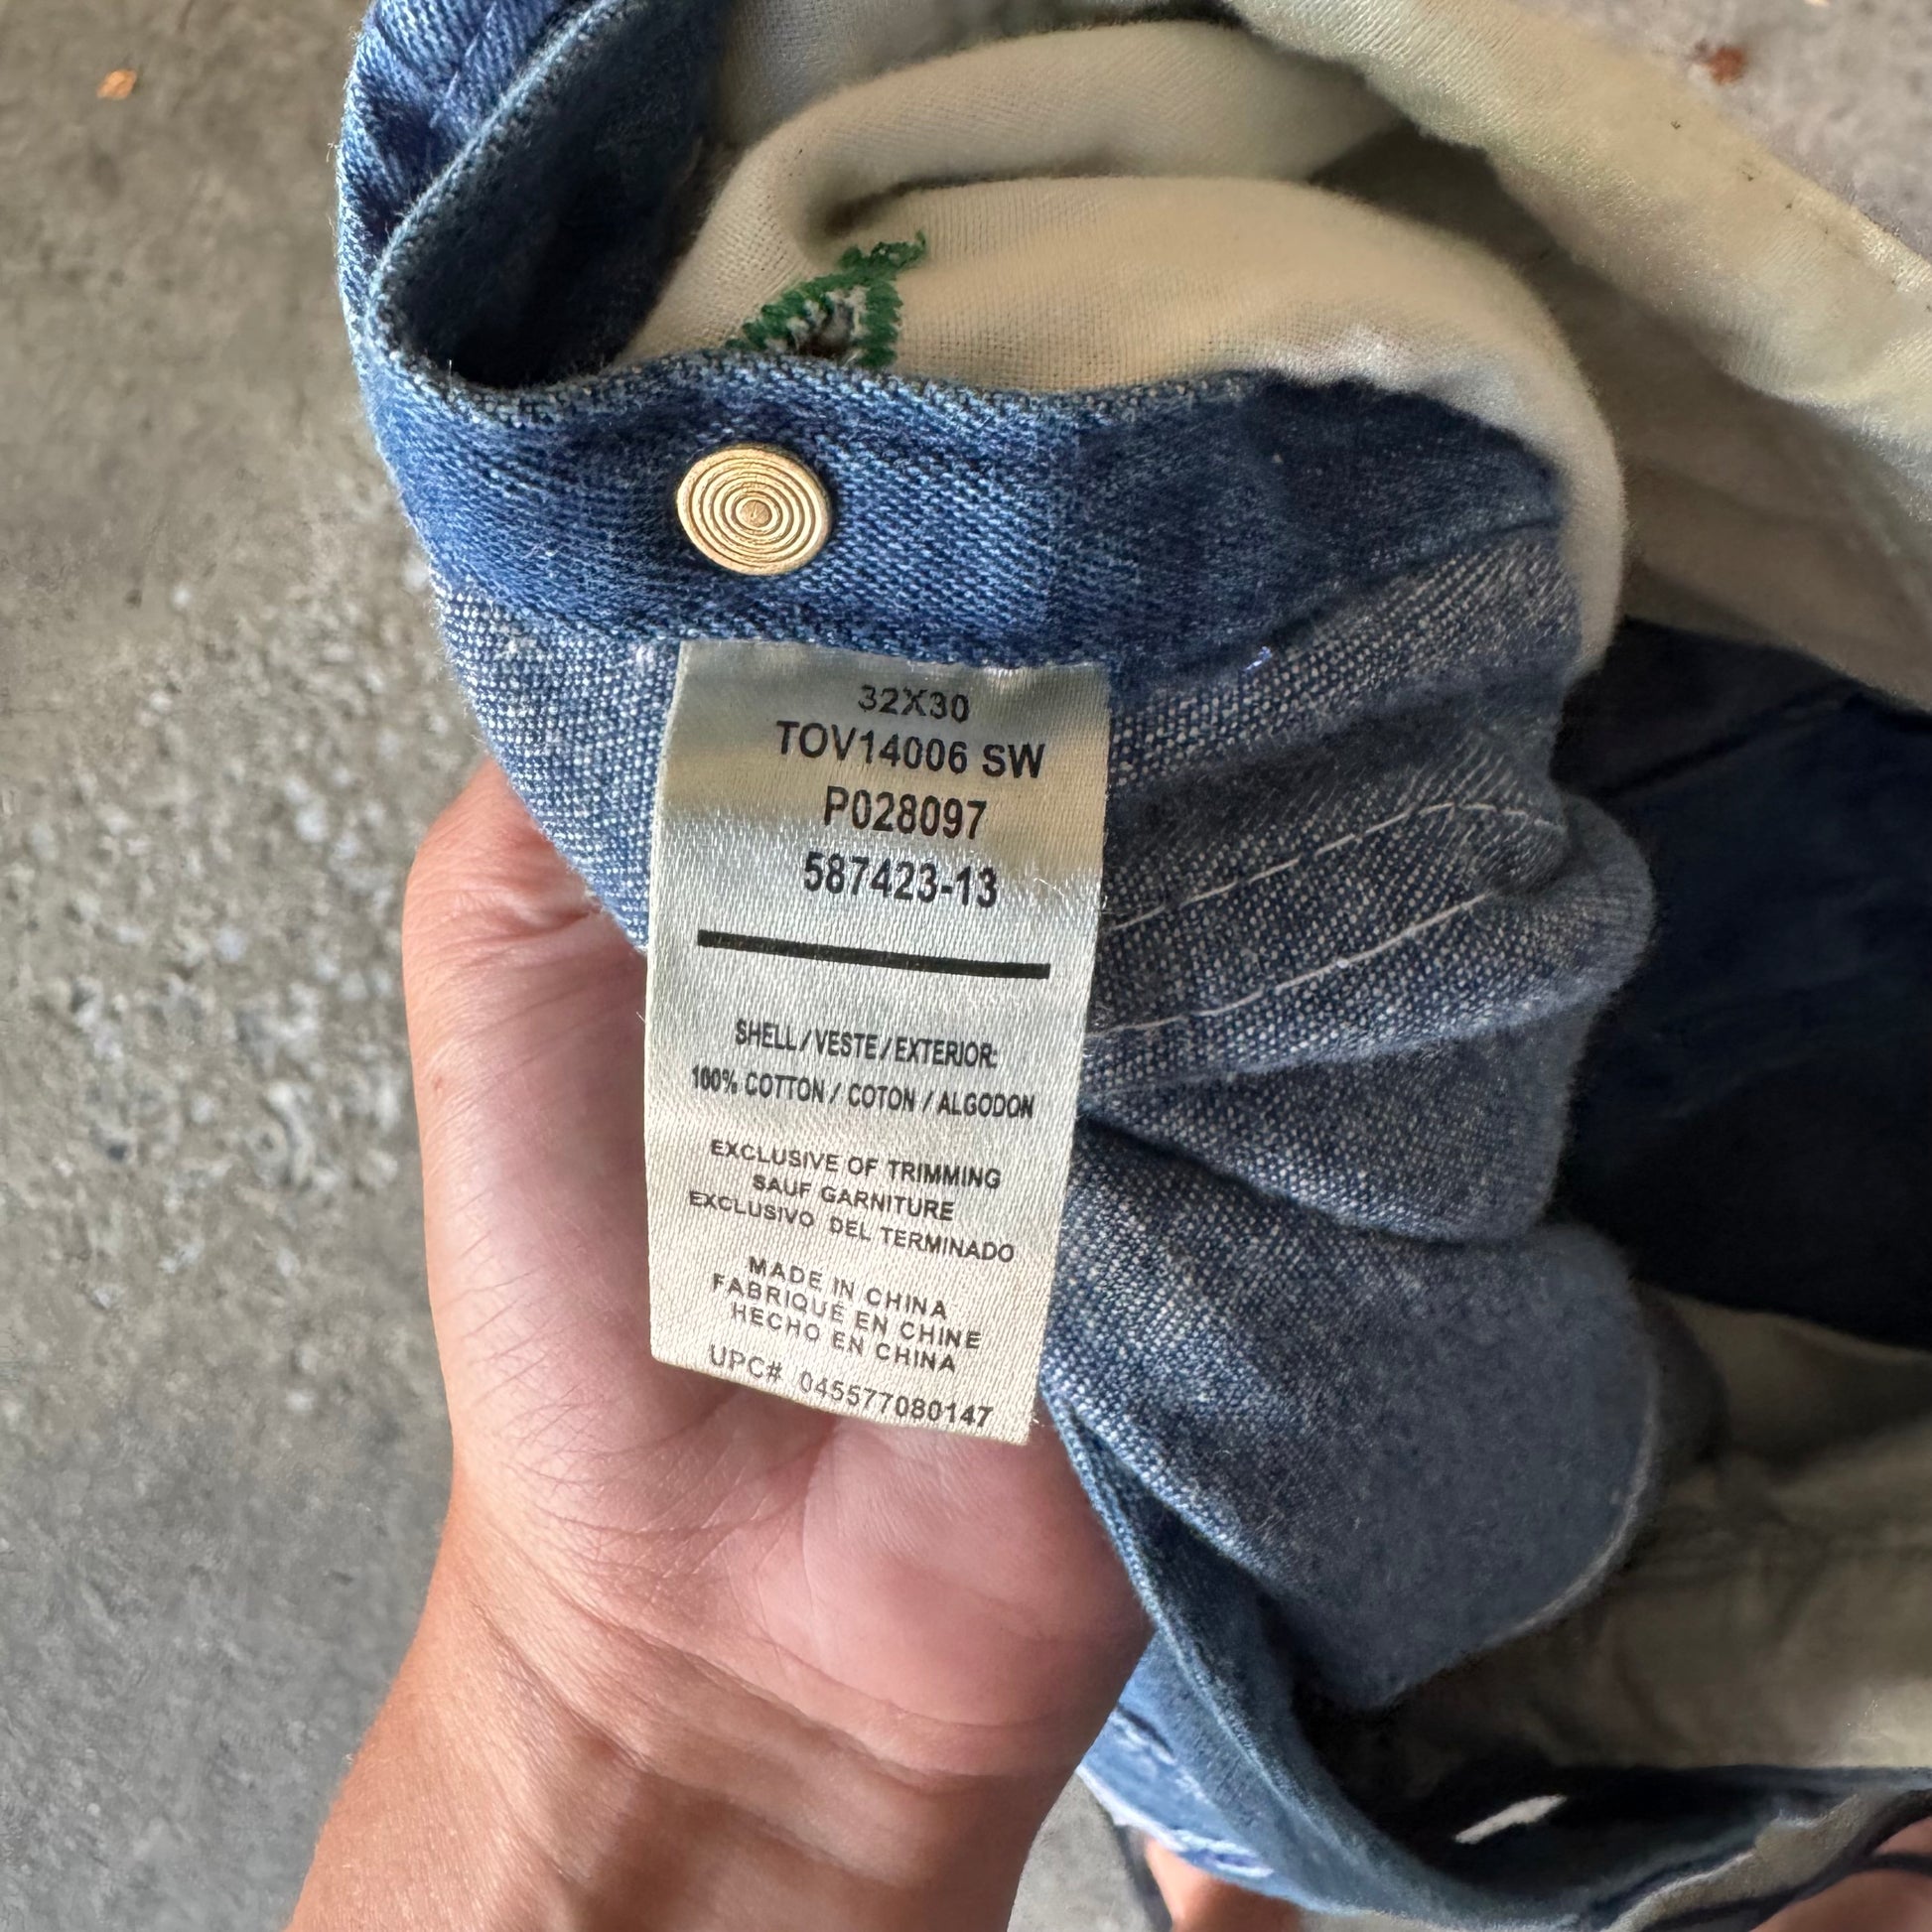 32X30
TOV14006 SW
P028097
587423-13
SHELL/VESTE/EXTERIOR:
100% COTTON / COTON / ALGODON
EXCLUSIVE OF TRIMMING
SAUF GARNITURE
EXCLUSIVO DEL TERMINADO
MADE IN CHINA
FABRIQUÉ EN CHINE
HECHO EN CHINA
UPC# 045577080147